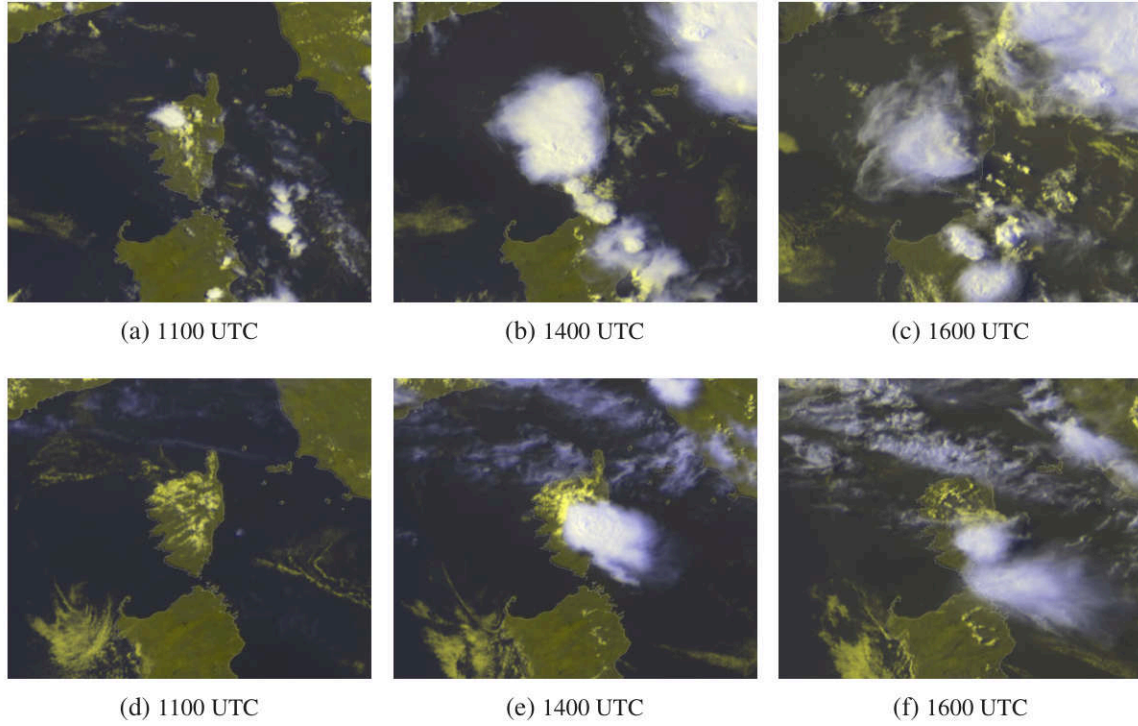 (a) 1100 UTC
(b) 1400 UTC
(c) 1600 UTC
(d) 1100 UTC
(e) 1400 UTC
(f) 1600 UTC